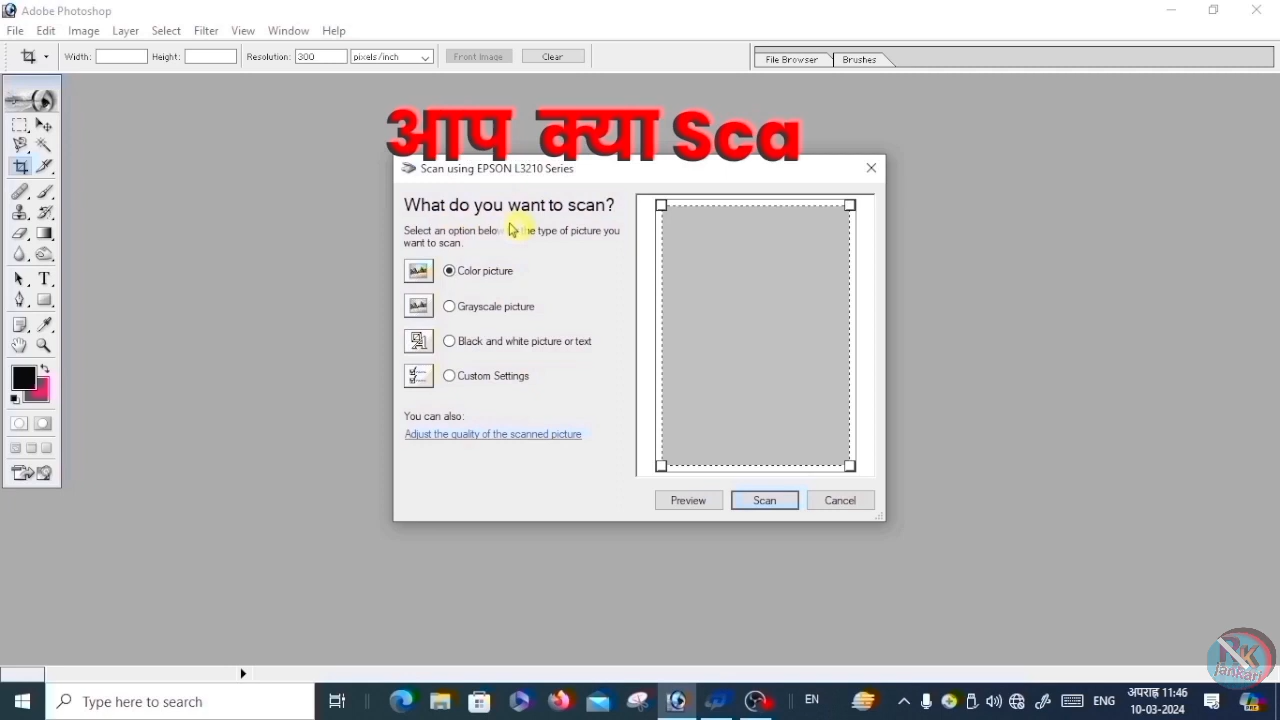 Adobe Photoshop
File Edit Image Layer Select Filter View Window Help
Width: Height: Resolution: 300 pixels/inch Front Image Clear File Browser Brushes
आप क्या Sca
Scan using EPSON L3210 Series
What do you want to scan?
Select an option below the type of picture you
want to scan.
Color picture
Grayscale picture
Black and white picture or text
Custom Settings
You can also:
Adjust the quality of the scanned picture
Preview Scan Cancel
RK
Jankari
Type here to search
EN
ENG
अपराह्न 11:46
10-03-2024
PRE